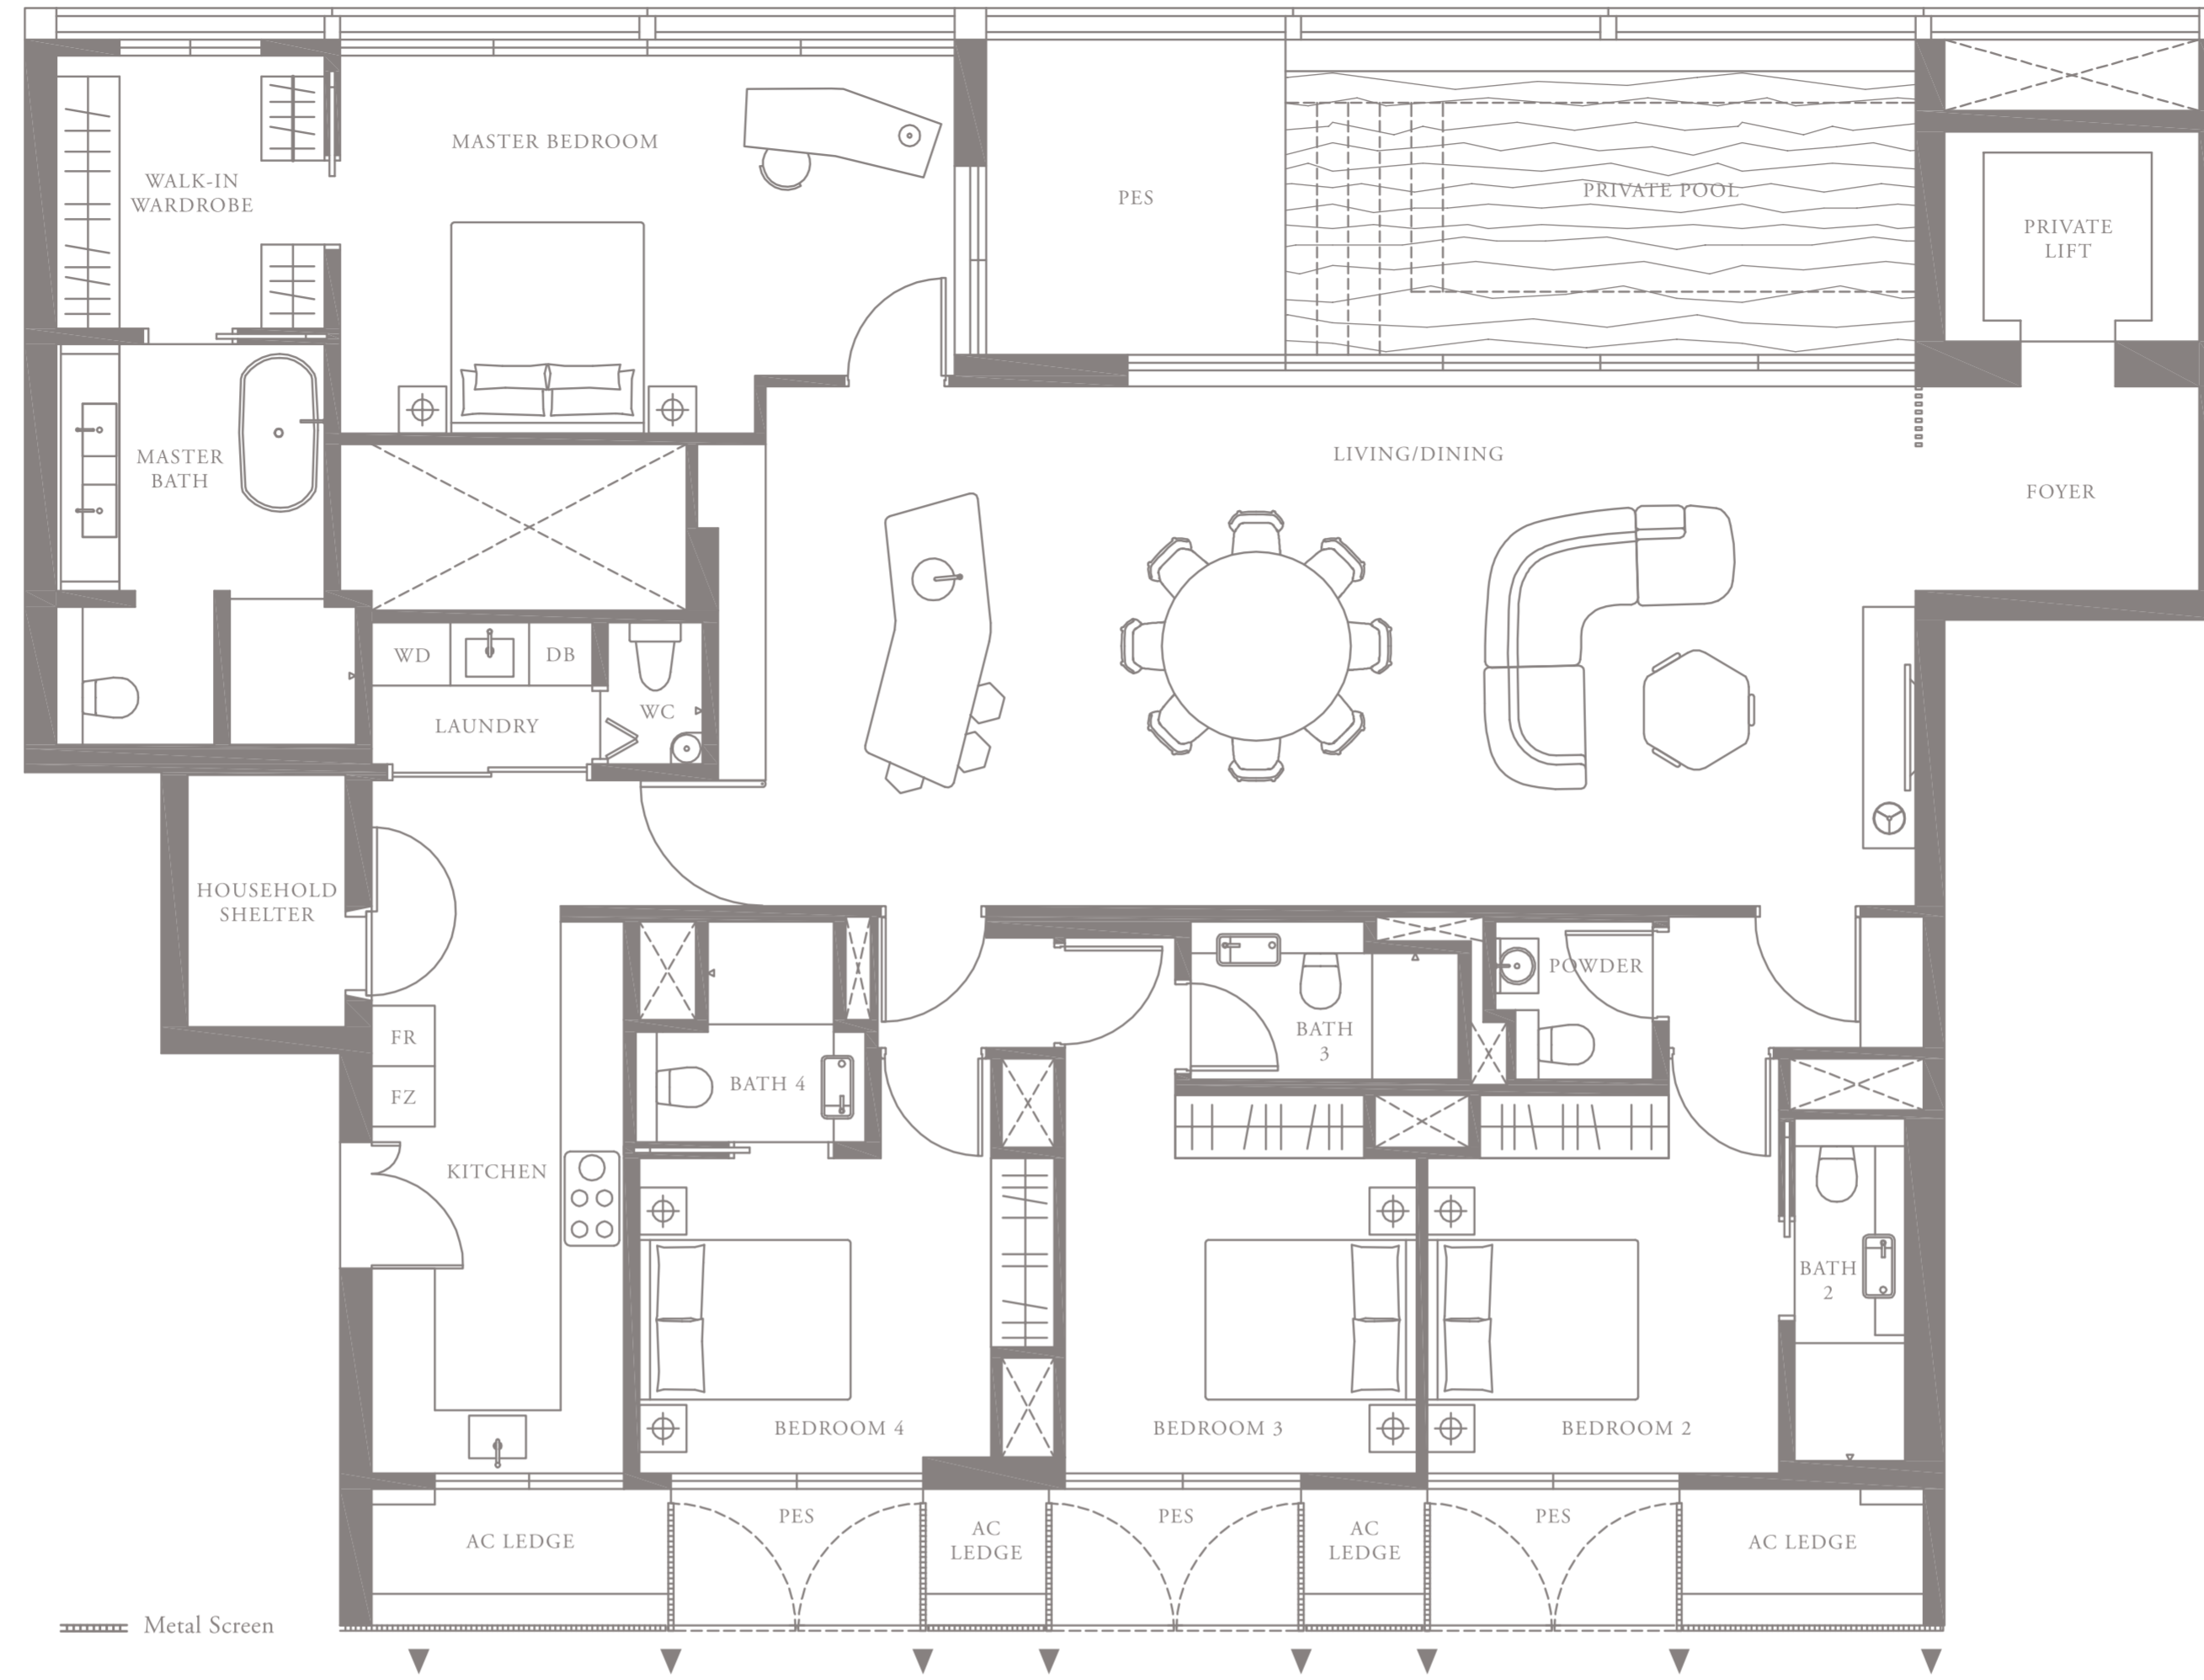 MASTER BEDROOM
WALK-IN
WARDROBE
PES
PRIVATE POOL
PRIVATE
LIFT
MASTER
BATH
LIVING/DINING
FOYER
WD
DB
LAUNDRY
WC
HOUSEHOLD
SHELTER
FR
FZ
KITCHEN
BATH 4
BATH
3
POWDER
BATH
2
BEDROOM 4
BEDROOM 3
BEDROOM 2
AC LEDGE
PES
AC
LEDGE
PES
AC
LEDGE
PES
AC LEDGE
Metal Screen